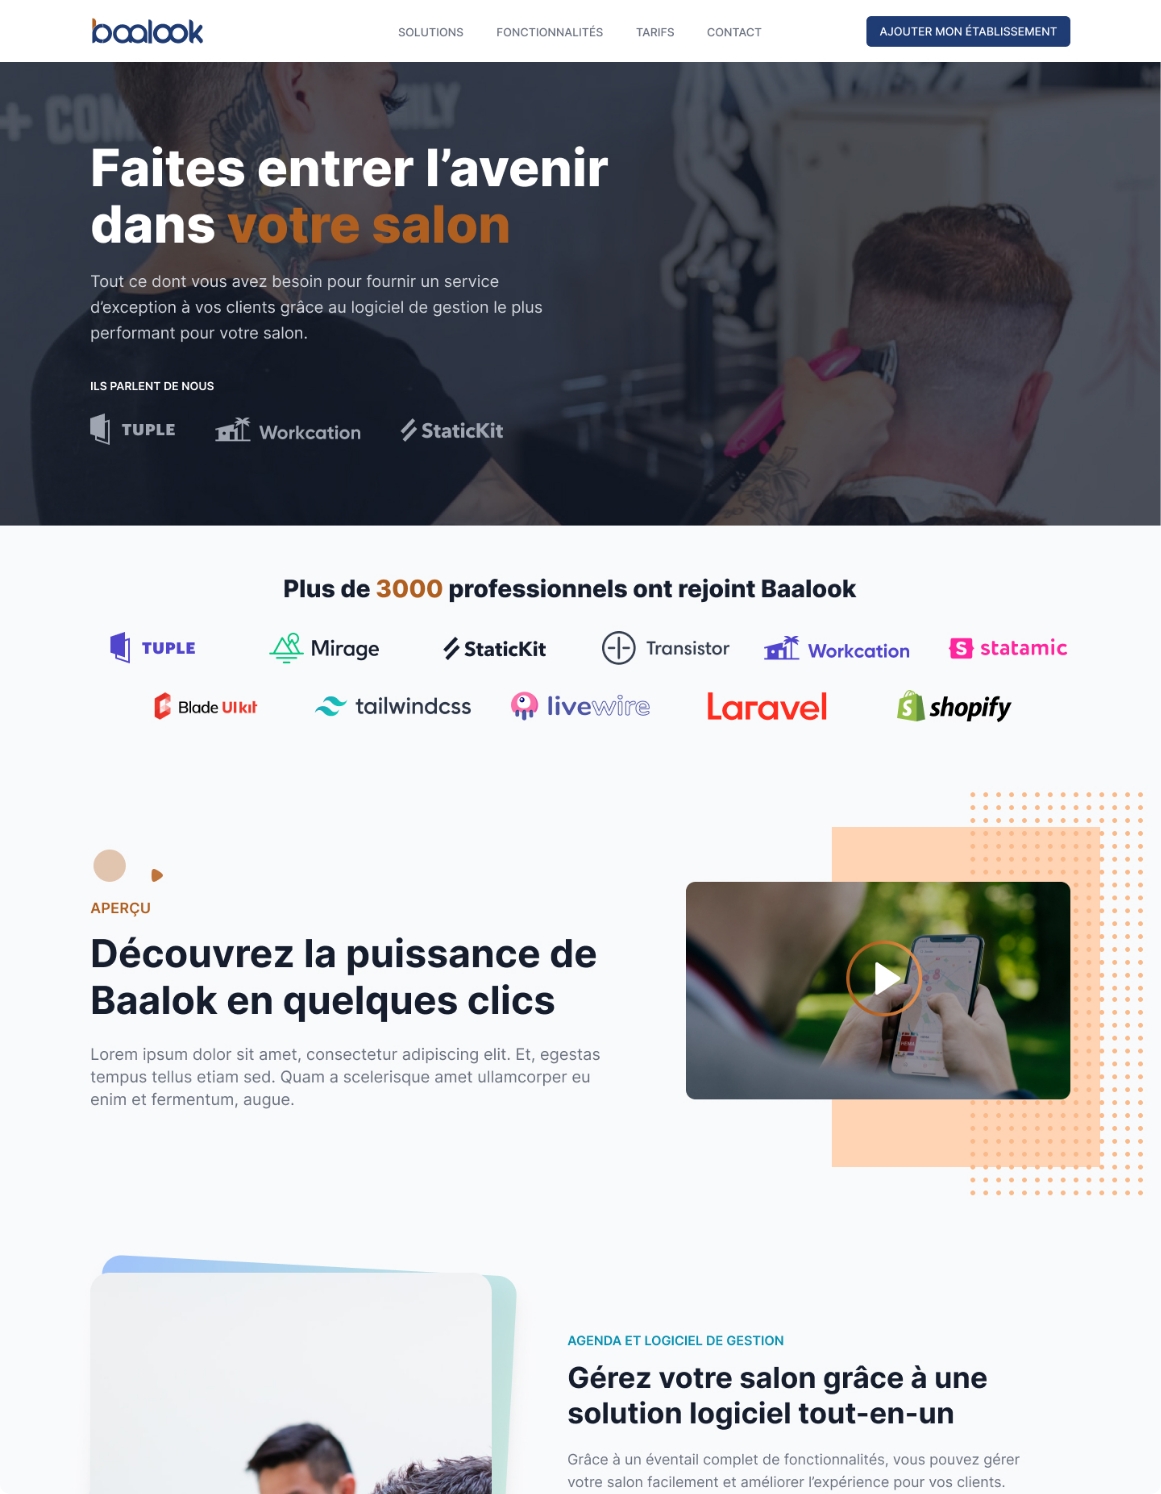 baalook
SOLUTIONS FONCTIONNALITÉS TARIFS CONTACT
AJOUTER MON ÉTABLISSEMENT
Faites entrer l’avenir
dans votre salon
Tout ce dont vous avez besoin pour fournir un service
d’exception à vos clients grâce au logiciel de gestion le plus
performant pour votre salon.
ILS PARLENT DE NOUS
TUPLE Workcation StaticKit
Plus de 3000 professionnels ont rejoint Baalook
TUPLE Mirage StaticKit Transistor Workcation statamic
Blade UI kit tailwindcss livewire Laravel shopify
APERÇU
Découvrez la puissance de
Baalok en quelques clics
Lorem ipsum dolor sit amet, consectetur adipiscing elit. Et, egestas
tempus tellus etiam sed. Quam a scelerisque amet ullamcorper eu
enim et fermentum, augue.
AGENDA ET LOGICIEL DE GESTION
Gérez votre salon grâce à une
solution logiciel tout-en-un
Grâce à un éventail complet de fonctionnalités, vous pouvez gérer
votre salon facilement et améliorer l’expérience pour vos clients.